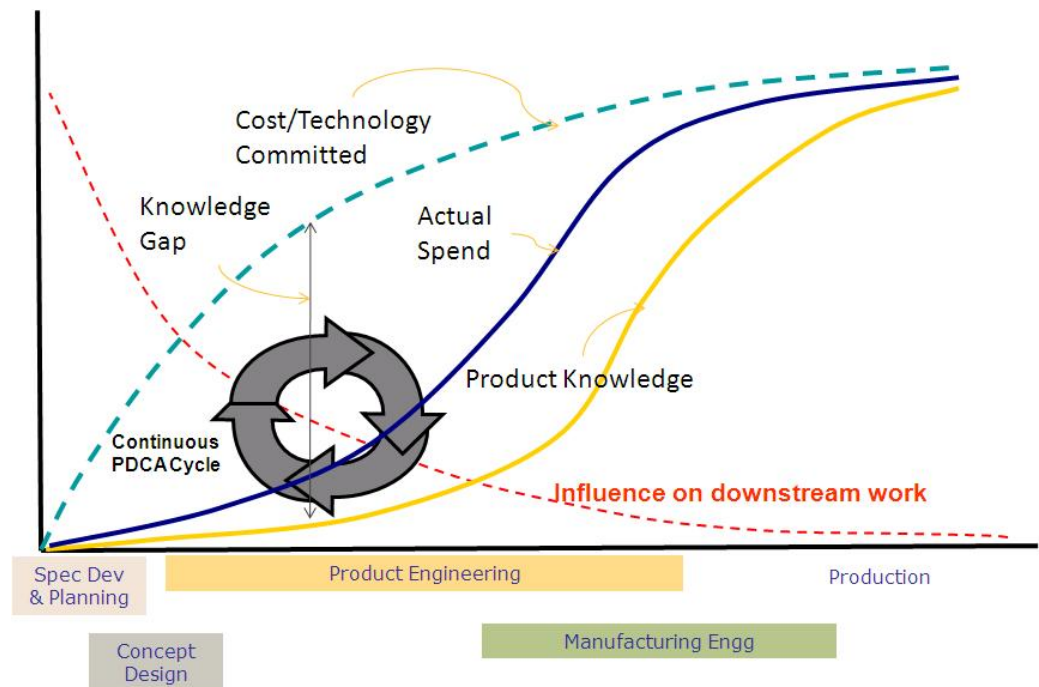 Cost/Technology
Committed
Knowledge
Gap
Actual
Spend
Product Knowledge
Continuous
PDCA Cycle
Influence on downstream work
Spec Dev
& Planning
Product Engineering
Production
Concept
Design
Manufacturing Engg